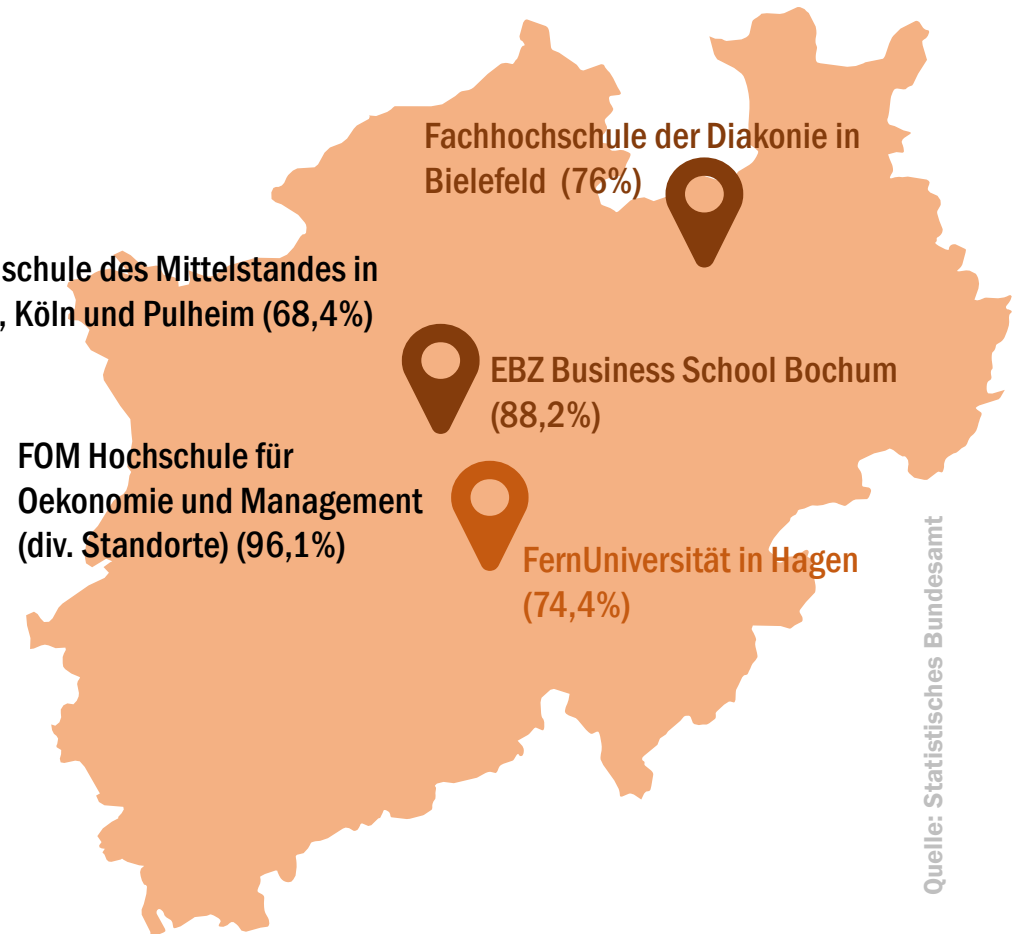 Fachhochschule der Diakonie in
Bielefeld (76%)
schule des Mittelstandes in
, Köln und Pulheim (68,4%)
EBZ Business School Bochum
(88,2%)
FOM Hochschule für
Oekonomie und Management
(div. Standorte) (96,1%)
FernUniversität in Hagen
(74,4%)
Quelle: Statistisches Bundesamt